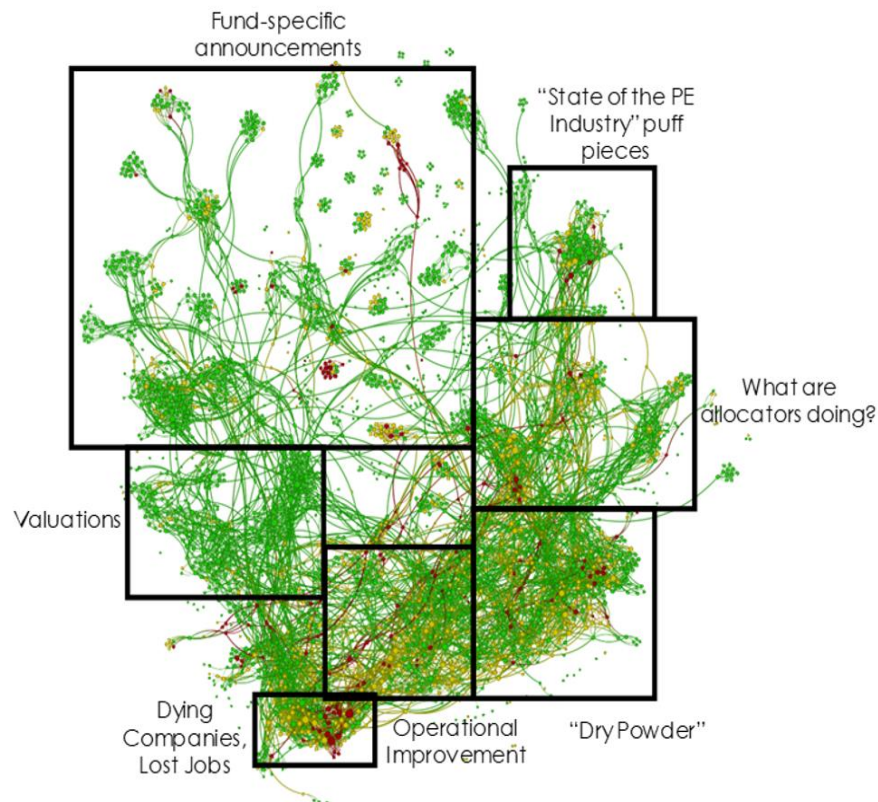 Fund-specific
announcements
“State of the PE
Industry” puff
pieces
What are
allocators doing?
Valuations
Dying
Companies,
Lost Jobs
Operational
Improvement
“Dry Powder”